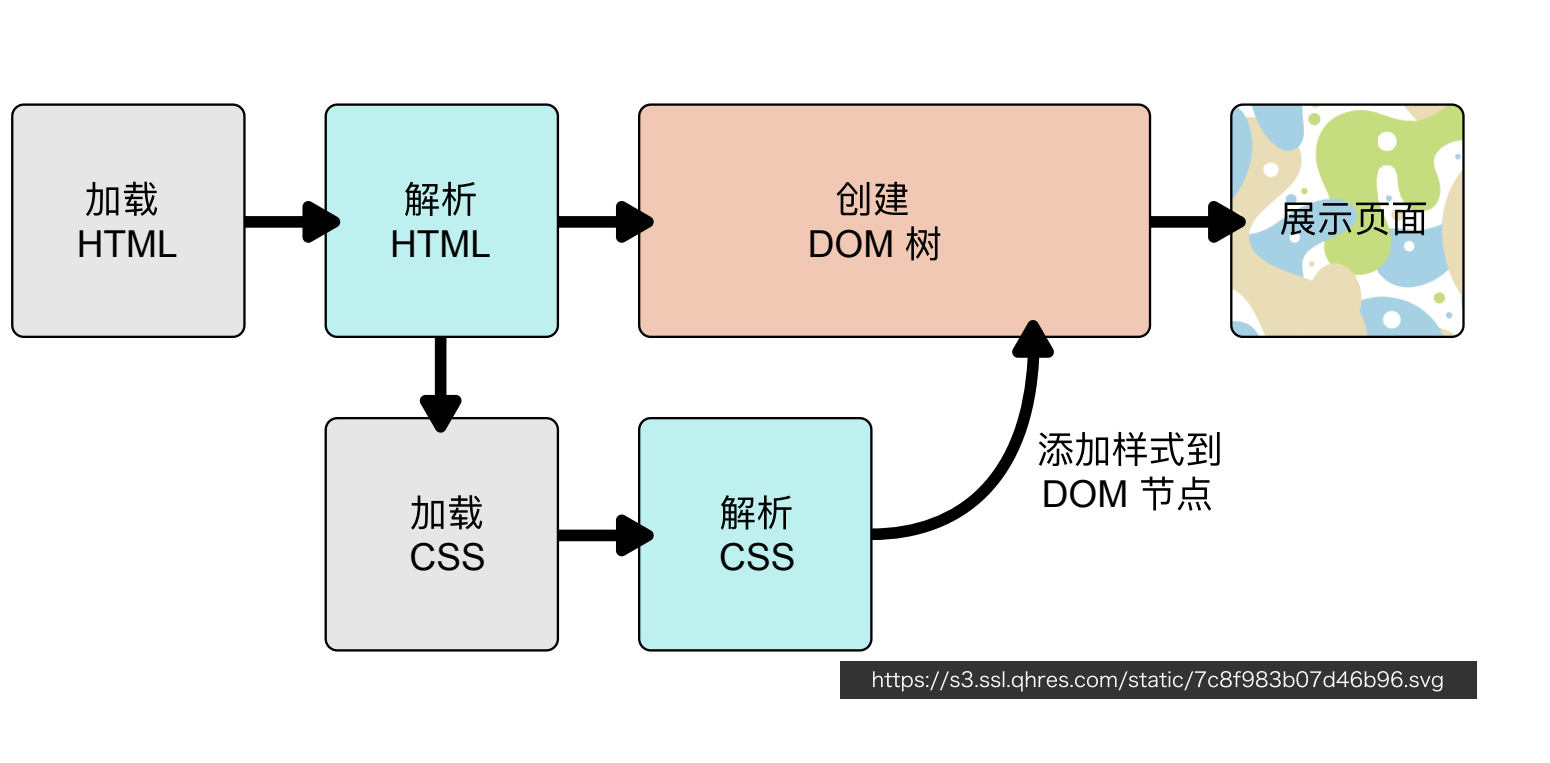 加载
HTML
解析
HTML
创建
DOM 树
展示页面
加载
CSS
解析
CSS
添加样式到
DOM 节点
https://s3.ssl.qhres.com/static/7c8f983b07d46b96.svg